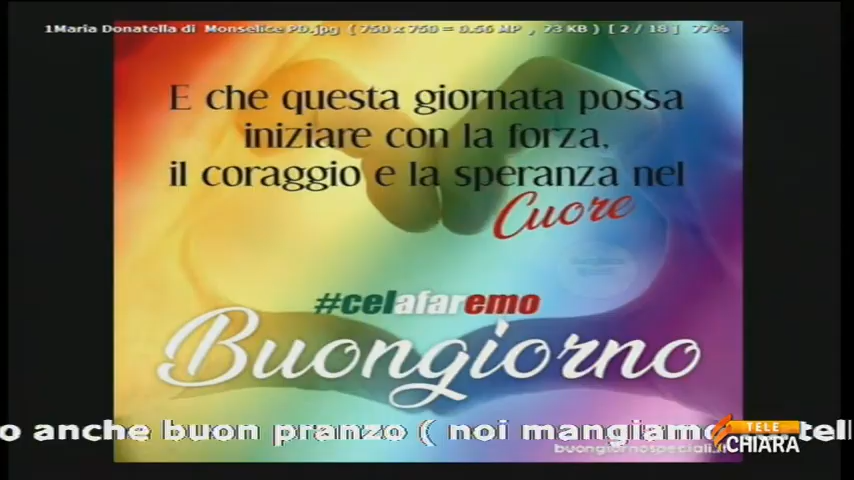 1Maria Donatella di Monselice PD.jpg ( 750 x 750 = 0.56 MP , 73 KB ) [ 2 / 18 ] 77%
E che questa giornata possa
iniziare con la forza,
il coraggio e la speranza nel
Cuore
#celafaremo
Buongiorno
o anche buon pranzo ( noi mangiamo
TELE
CHIARA
buongiornospeciali.it